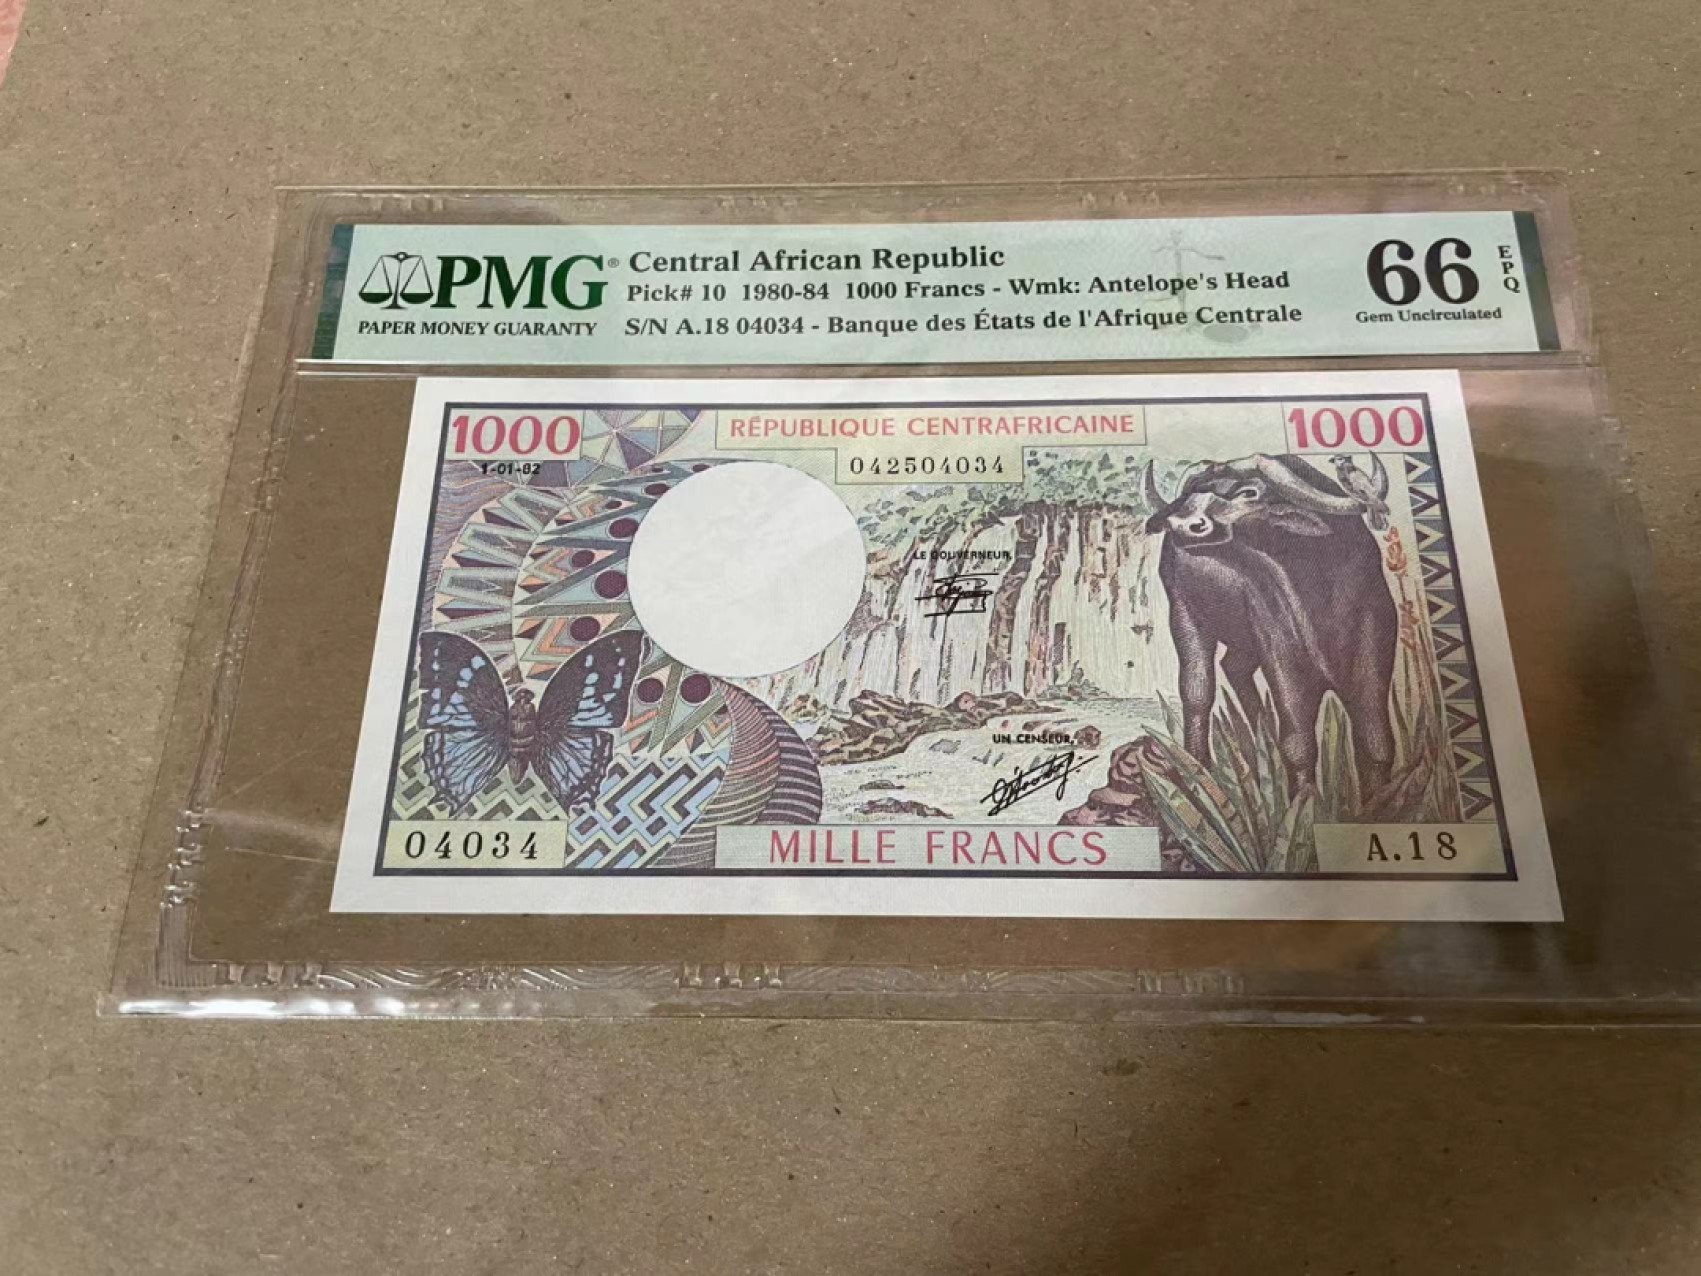 PMG®
PAPER MONEY GUARANTY
Central African Republic
Pick# 10 1980-84 1000 Francs - Wmk: Antelope's Head
S/N A.18 04034 - Banque des États de l'Afrique Centrale
66
EPQ
Gem Uncirculated
1000
RÉPUBLIQUE CENTRAFRICAINE
1000
1-01-82
042504034
LE GOUVERNEUR,
UN CENSEUR,
04034
MILLE FRANCS
A.18